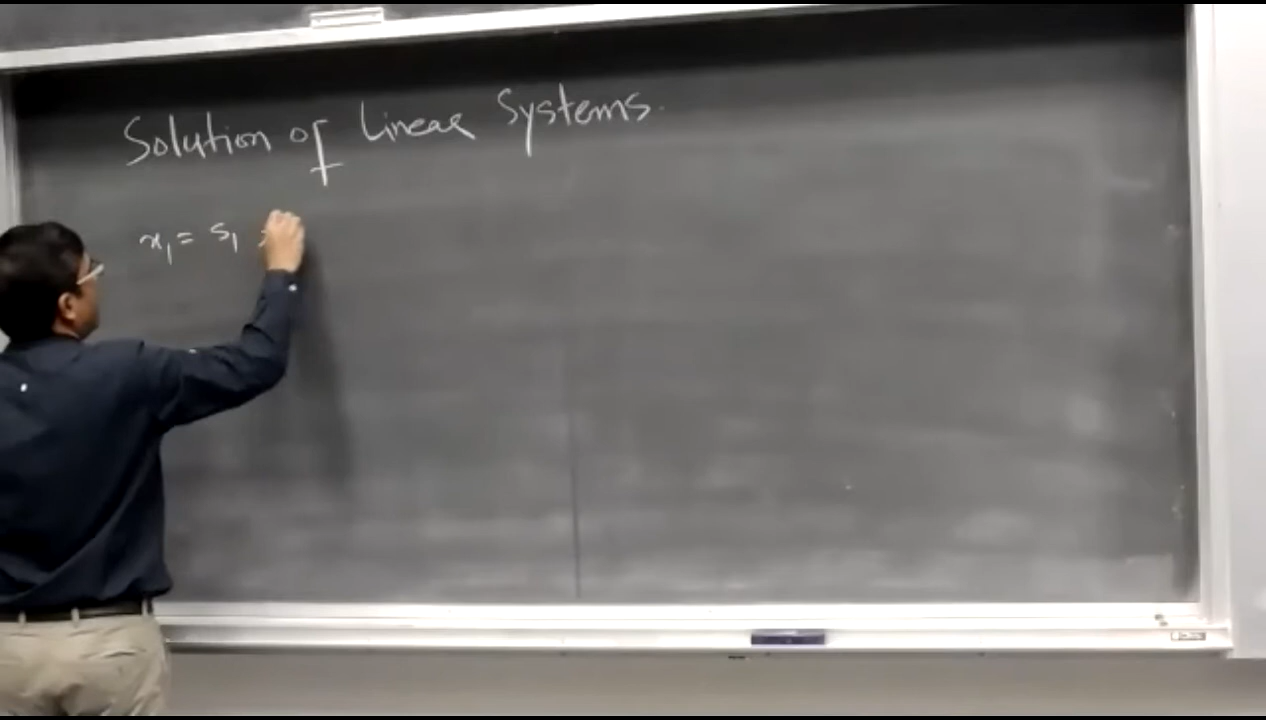 Solution of Linear Systems.
x₁ = s₁